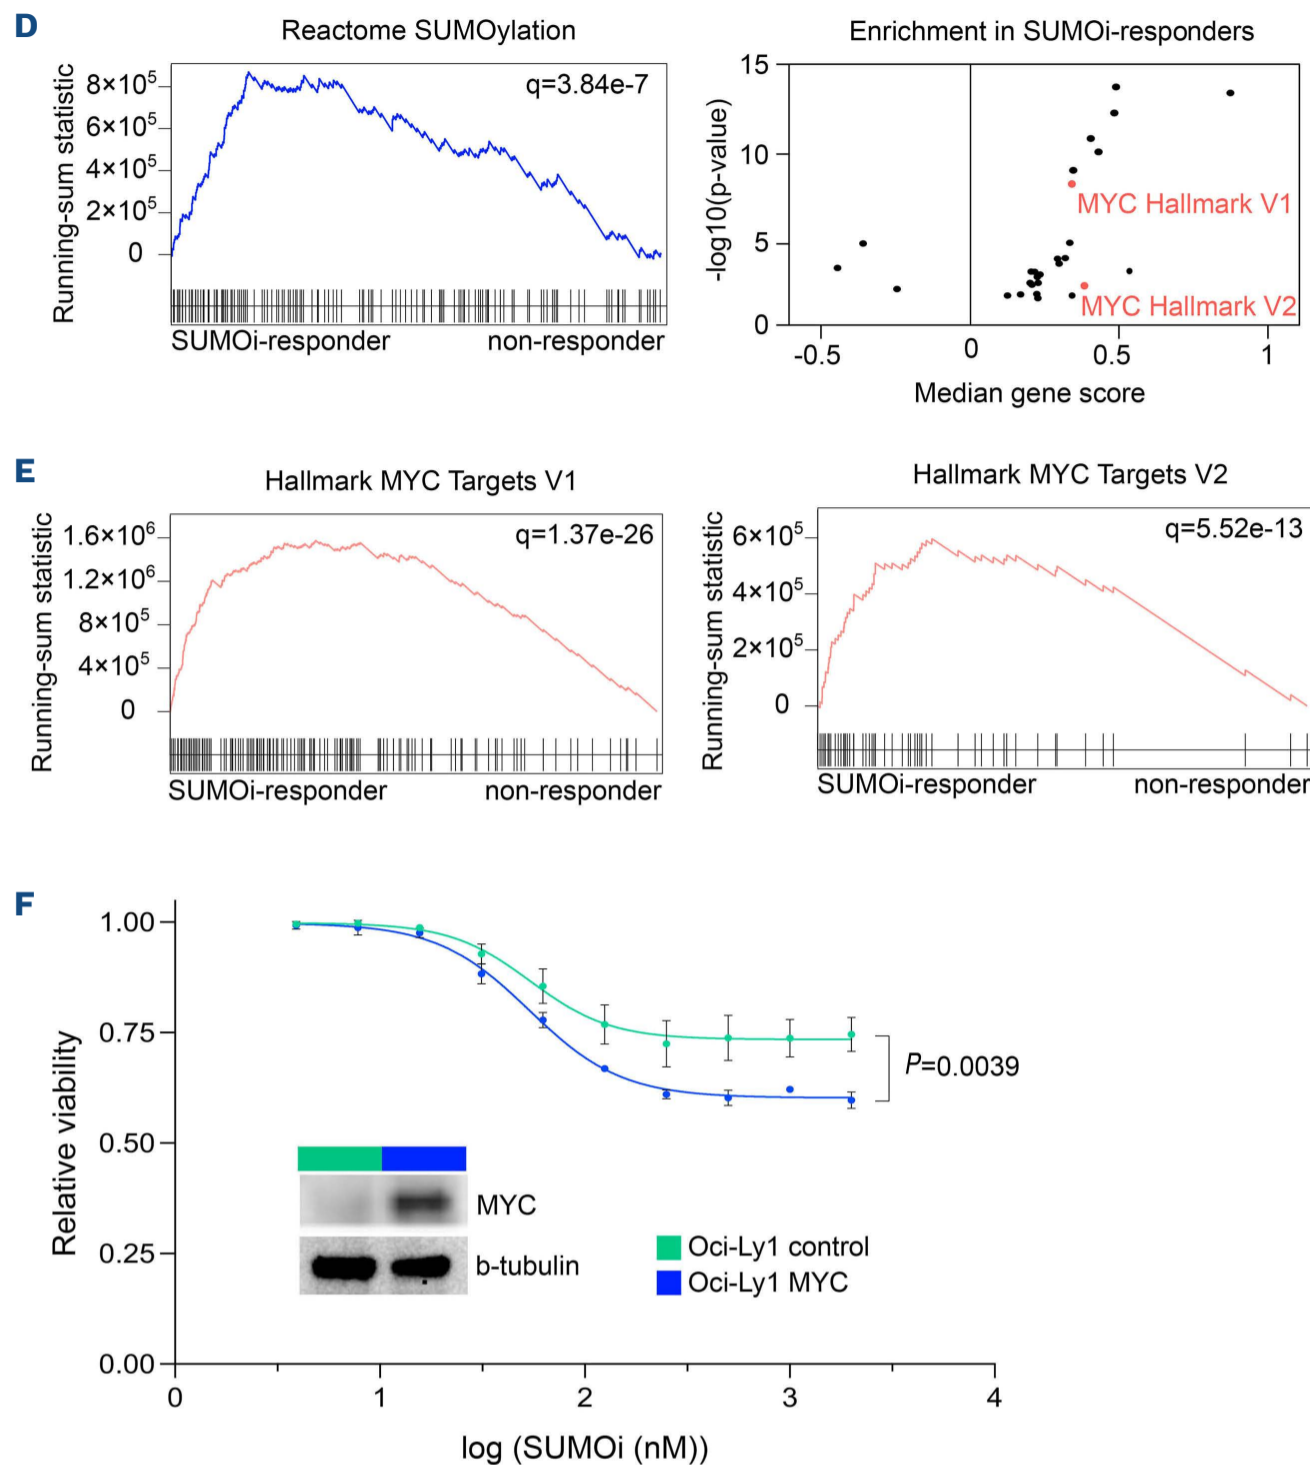 D
Reactome SUMOylation
q=3.84e-7
Running-sum statistic
8×10⁵
6×10⁵
4×10⁵
2×10⁵
0
SUMOi-responder
non-responder
Enrichment in SUMOi-responders
-log10(p-value)
15
10
5
0
MYC Hallmark V1
MYC Hallmark V2
-0.5
0
0.5
1
Median gene score
E
Hallmark MYC Targets V1
q=1.37e-26
Running-sum statistic
1.6×10⁶
1.2×10⁶
8×10⁵
4×10⁵
0
SUMOi-responder
non-responder
Hallmark MYC Targets V2
q=5.52e-13
Running-sum statistic
6×10⁵
4×10⁵
2×10⁵
0
SUMOi-responder
non-responder
F
Relative viability
1.00
0.75
0.50
0.25
0.00
P=0.0039
MYC
b-tubulin
Oci-Ly1 control
Oci-Ly1 MYC
0
1
2
3
4
log (SUMOi (nM))